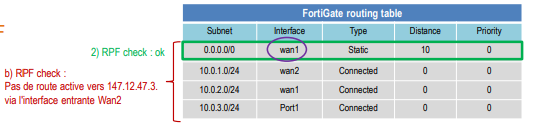 FortiGate routing table
Subnet Interface Type Distance Priority
2) RPF check : ok
0.0.0.0/0 wan1 Static 10 0
b) RPF check :
Pas de route active vers 147.12.47.3.
via l'interface entrante Wan2
10.0.1.0/24 wan2 Connected 0 0
10.0.2.0/24 wan1 Connected 0 0
10.0.3.0/24 Port1 Connected 0 0